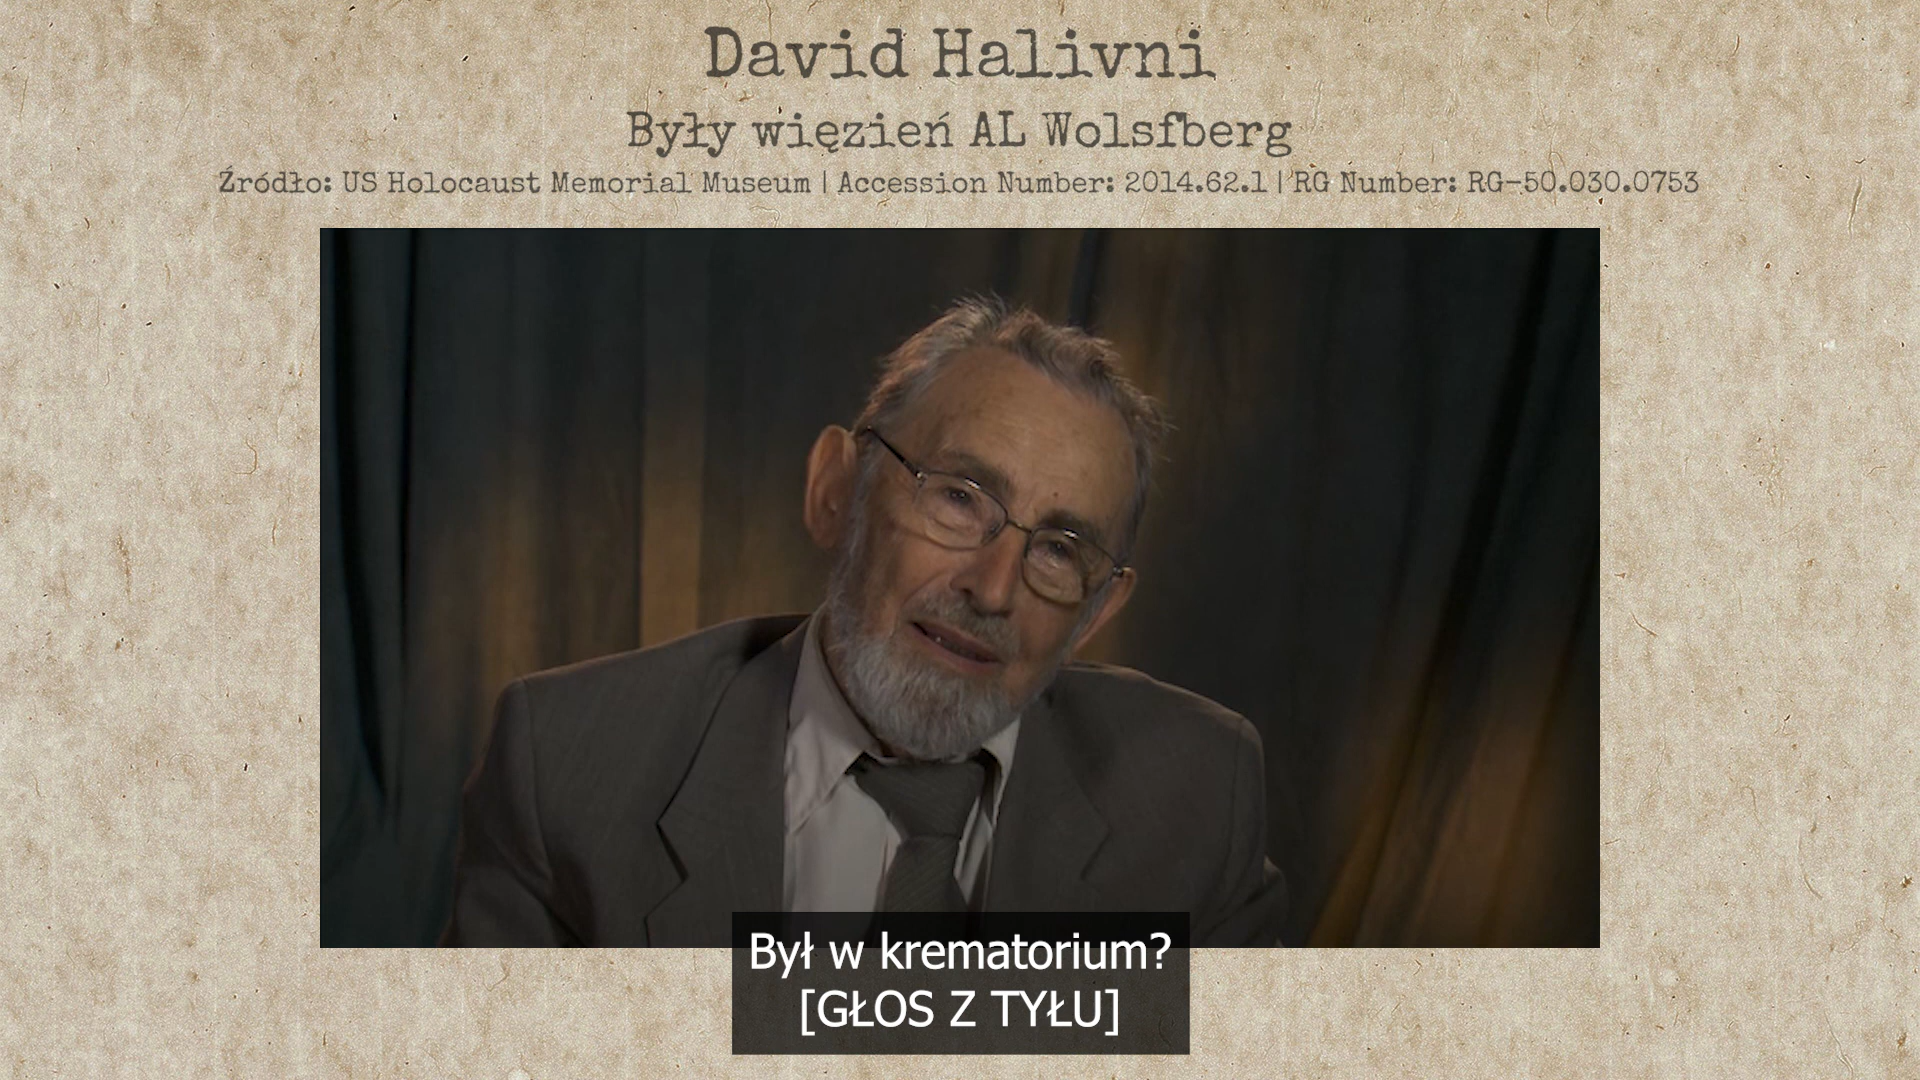 David Halivni
Były więzień AL Wolsfberg
Źródło: US Holocaust Memorial Museum | Accession Number: 2014.62.1 | RG Number: RG-50.030.0753
Był w krematorium?
[GŁOS Z TYŁU]